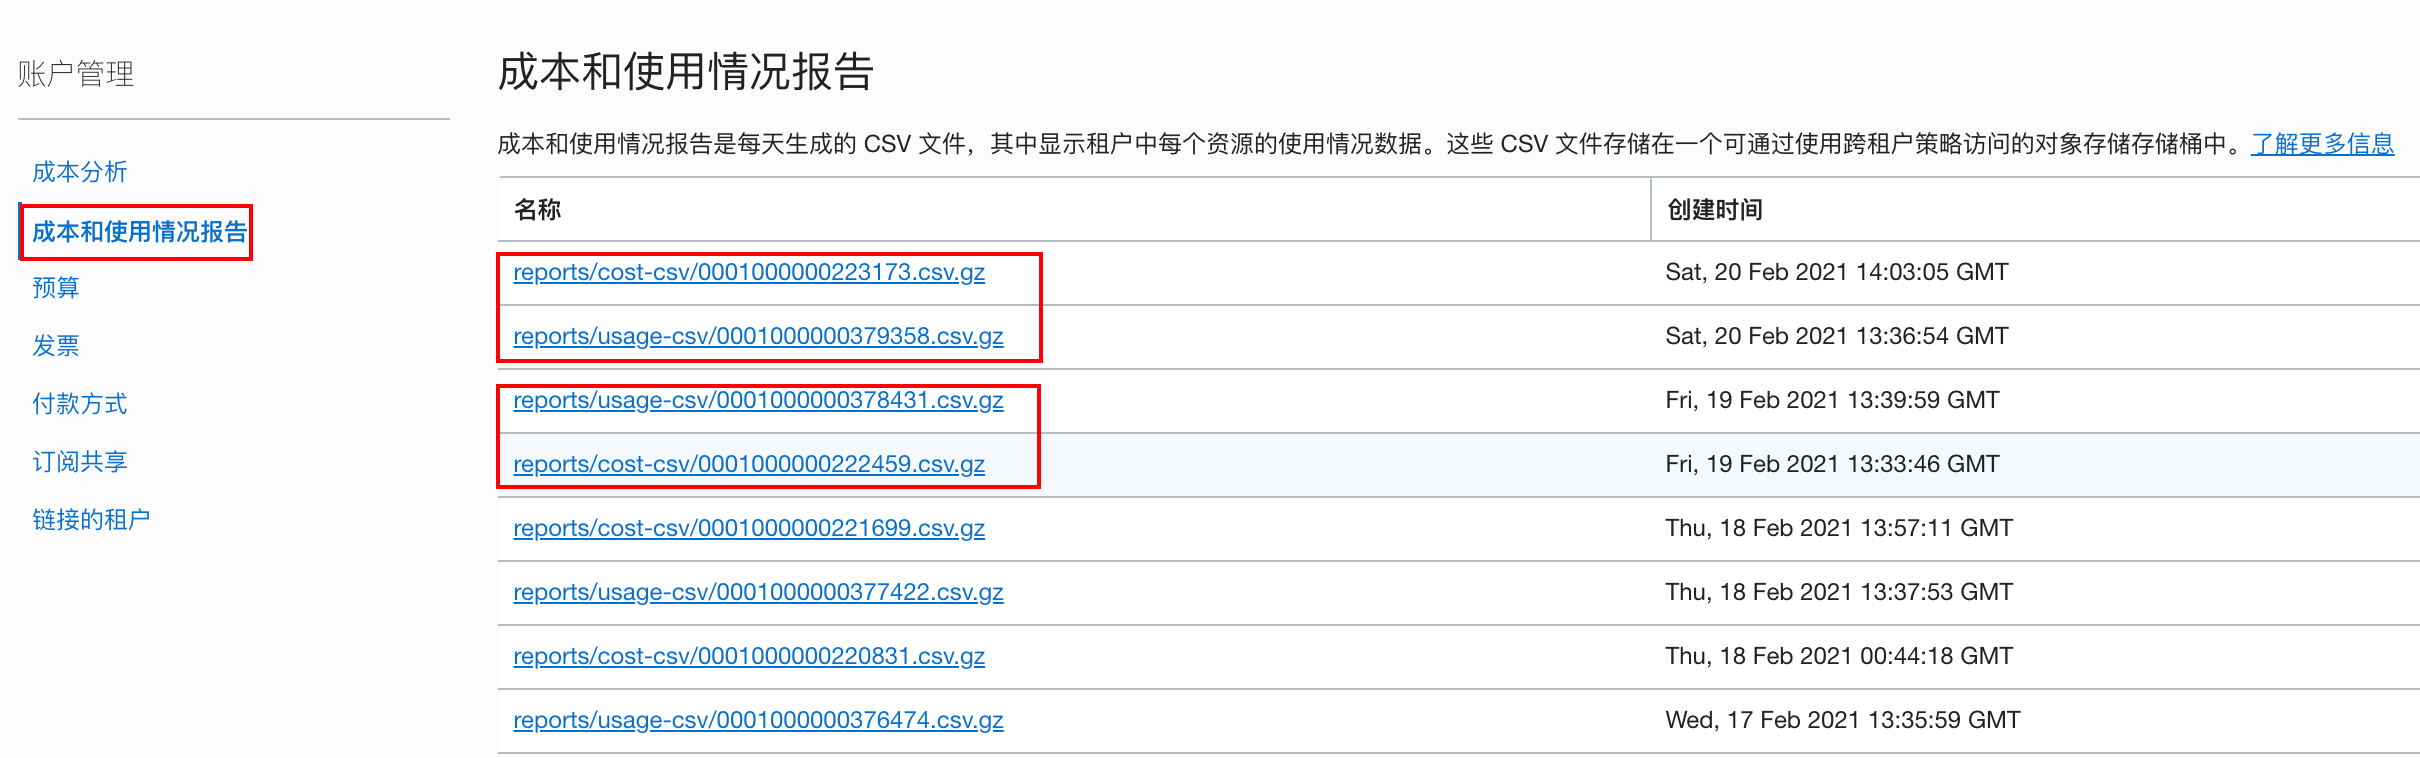 账户管理
成本分析
成本和使用情况报告
预算
发票
付款方式
订阅共享
链接的租户
成本和使用情况报告
成本和使用情况报告是每天生成的 CSV 文件，其中显示租户中每个资源的使用情况数据。这些 CSV 文件存储在一个可通过使用跨租户策略访问的对象存储存储桶中。了解更多信息
名称 创建时间
reports/cost-csv/0001000000223173.csv.gz Sat, 20 Feb 2021 14:03:05 GMT
reports/usage-csv/0001000000379358.csv.gz Sat, 20 Feb 2021 13:36:54 GMT
reports/usage-csv/0001000000378431.csv.gz Fri, 19 Feb 2021 13:39:59 GMT
reports/cost-csv/0001000000222459.csv.gz Fri, 19 Feb 2021 13:33:46 GMT
reports/cost-csv/0001000000221699.csv.gz Thu, 18 Feb 2021 13:57:11 GMT
reports/usage-csv/0001000000377422.csv.gz Thu, 18 Feb 2021 13:37:53 GMT
reports/cost-csv/0001000000220831.csv.gz Thu, 18 Feb 2021 00:44:18 GMT
reports/usage-csv/0001000000376474.csv.gz Wed, 17 Feb 2021 13:35:59 GMT